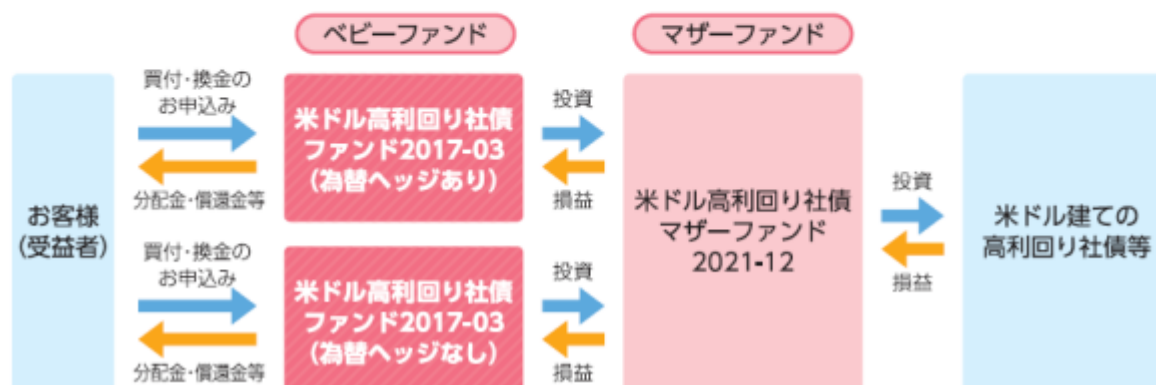 ベビーファンド
マザーファンド
お客様
（受益者）
買付・換金の
お申込み
分配金・償還金等
米ドル高利回り社債
ファンド2017-03
（為替ヘッジあり）
投資
損益
買付・換金の
お申込み
分配金・償還金等
米ドル高利回り社債
ファンド2017-03
（為替ヘッジなし）
投資
損益
米ドル高利回り社債
マザーファンド
2021-12
投資
損益
米ドル建ての
高利回り社債等